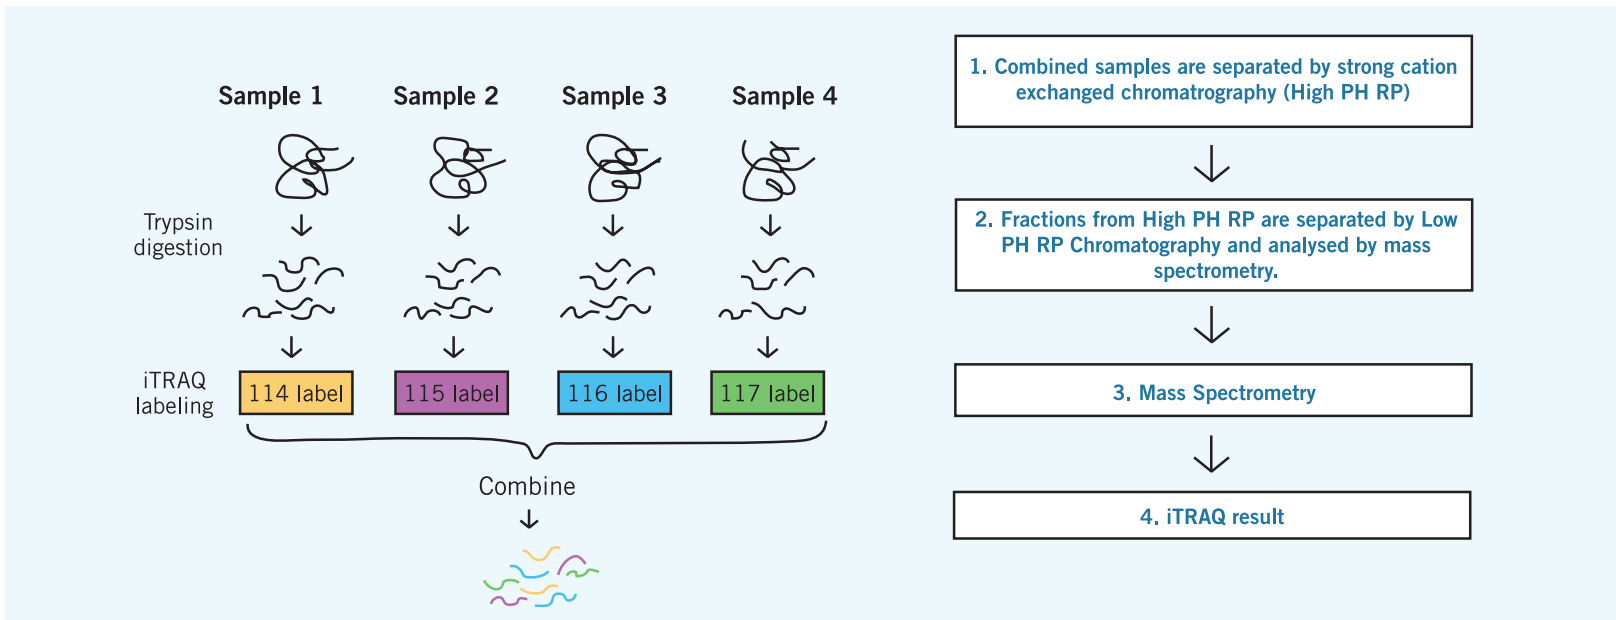 Sample 1
Sample 2
Sample 3
Sample 4
Trypsin
digestion
iTRAQ
labeling
114 label
115 label
116 label
117 label
Combine
1. Combined samples are separated by strong cation
exchanged chromatrography (High PH RP)
2. Fractions from High PH RP are separated by Low
PH RP Chromatography and analysed by mass
spectrometry.
3. Mass Spectrometry
4. iTRAQ result